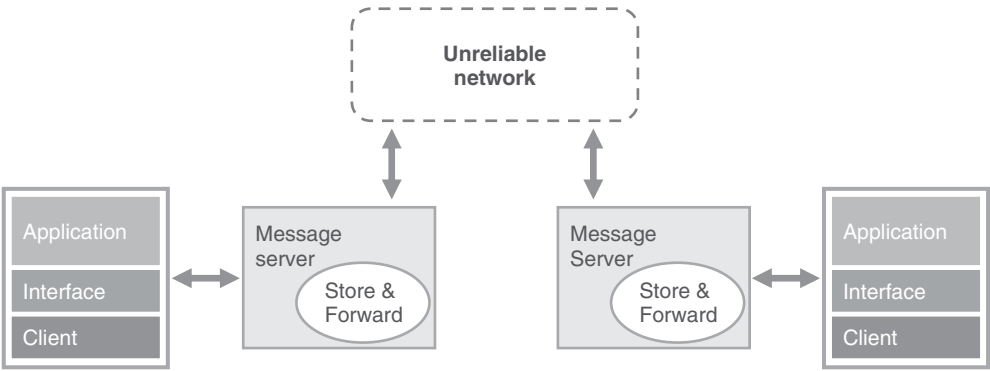 Unreliable
network
Application
Interface
Client
Message
server
Store &
Forward
Message
Server
Store &
Forward
Application
Interface
Client